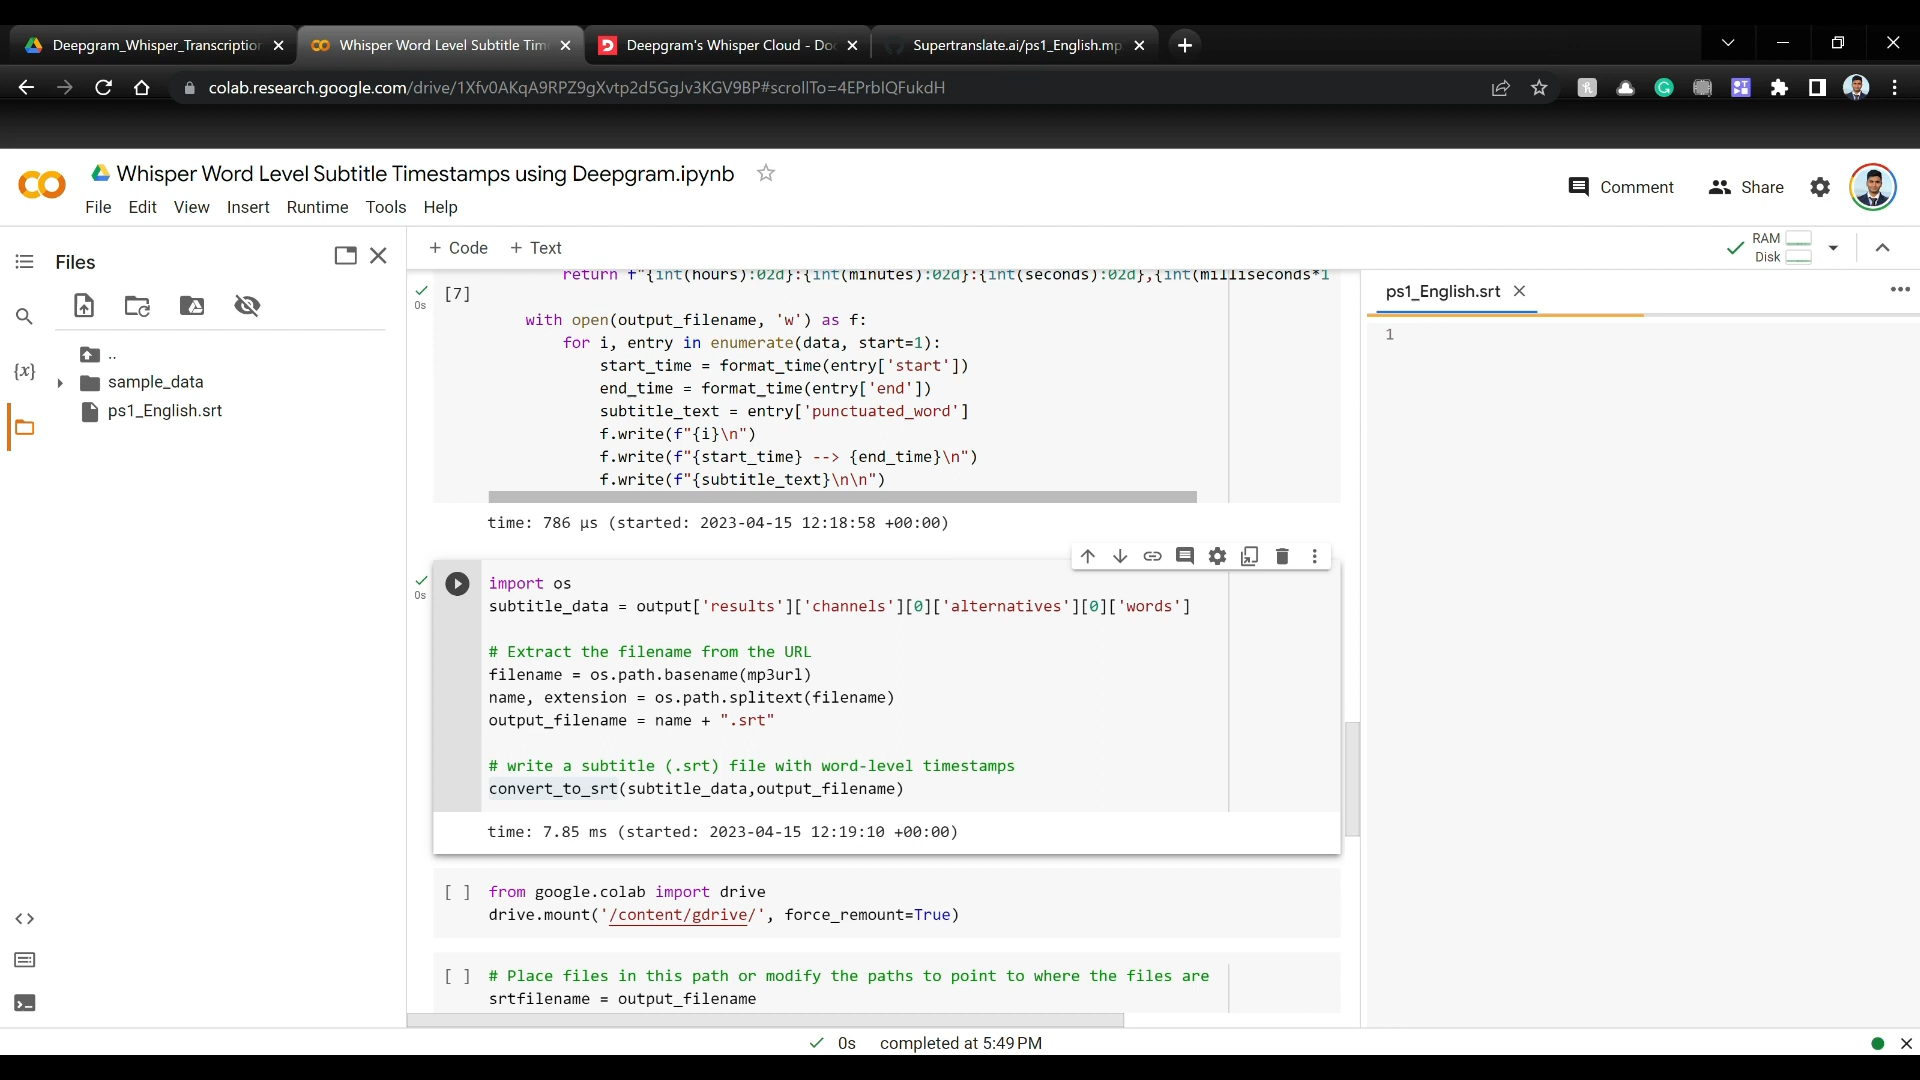 Deepgram_Whisper_Transcription
Whisper Word Level Subtitle Tim
Deepgram's Whisper Cloud - Do
Supertranslate.ai/ps1_English.mp
colab.research.google.com/drive/1Xfv0AKqA9RPZ9gXvtp2d5GgJv3KGV9BP#scrollTo=4EPrbIQFukdH
Whisper Word Level Subtitle Timestamps using Deepgram.ipynb
Comment
Share
File Edit View Insert Runtime Tools Help
Files
+ Code + Text
RAM
Disk
..
sample_data
ps1_English.srt
{x}
0s
[7]
return f"{int(hours):02d}:{int(minutes):02d}:{int(seconds):02d},{int(milliseconds*1
with open(output_filename, 'w') as f:
for i, entry in enumerate(data, start=1):
start_time = format_time(entry['start'])
end_time = format_time(entry['end'])
subtitle_text = entry['punctuated_word']
f.write(f"{i}\n")
f.write(f"{start_time} --> {end_time}\n")
f.write(f"{subtitle_text}\n\n")
time: 786 µs (started: 2023-04-15 12:18:58 +00:00)
0s
import os
subtitle_data = output['results']['channels'][0]['alternatives'][0]['words']
# Extract the filename from the URL
filename = os.path.basename(mp3url)
name, extension = os.path.splitext(filename)
output_filename = name + ".srt"
# write a subtitle (.srt) file with word-level timestamps
convert_to_srt(subtitle_data,output_filename)
time: 7.85 ms (started: 2023-04-15 12:19:10 +00:00)
[ ] from google.colab import drive
drive.mount('/content/gdrive/', force_remount=True)
[ ] # Place files in this path or modify the paths to point to where the files are
srtfilename = output_filename
ps1_English.srt
1
0s completed at 5:49 PM